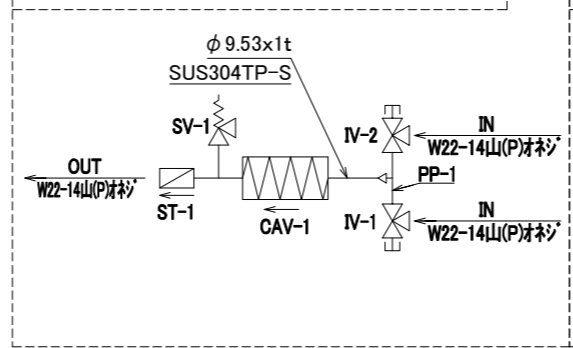 φ9.53x1t
SUS304TP-S
SV-1
IV-2
IN
W22-14山(P)オネジ
OUT
W22-14山(P)オネジ
PP-1
ST-1
CAV-1
IV-1
IN
W22-14山(P)オネジ